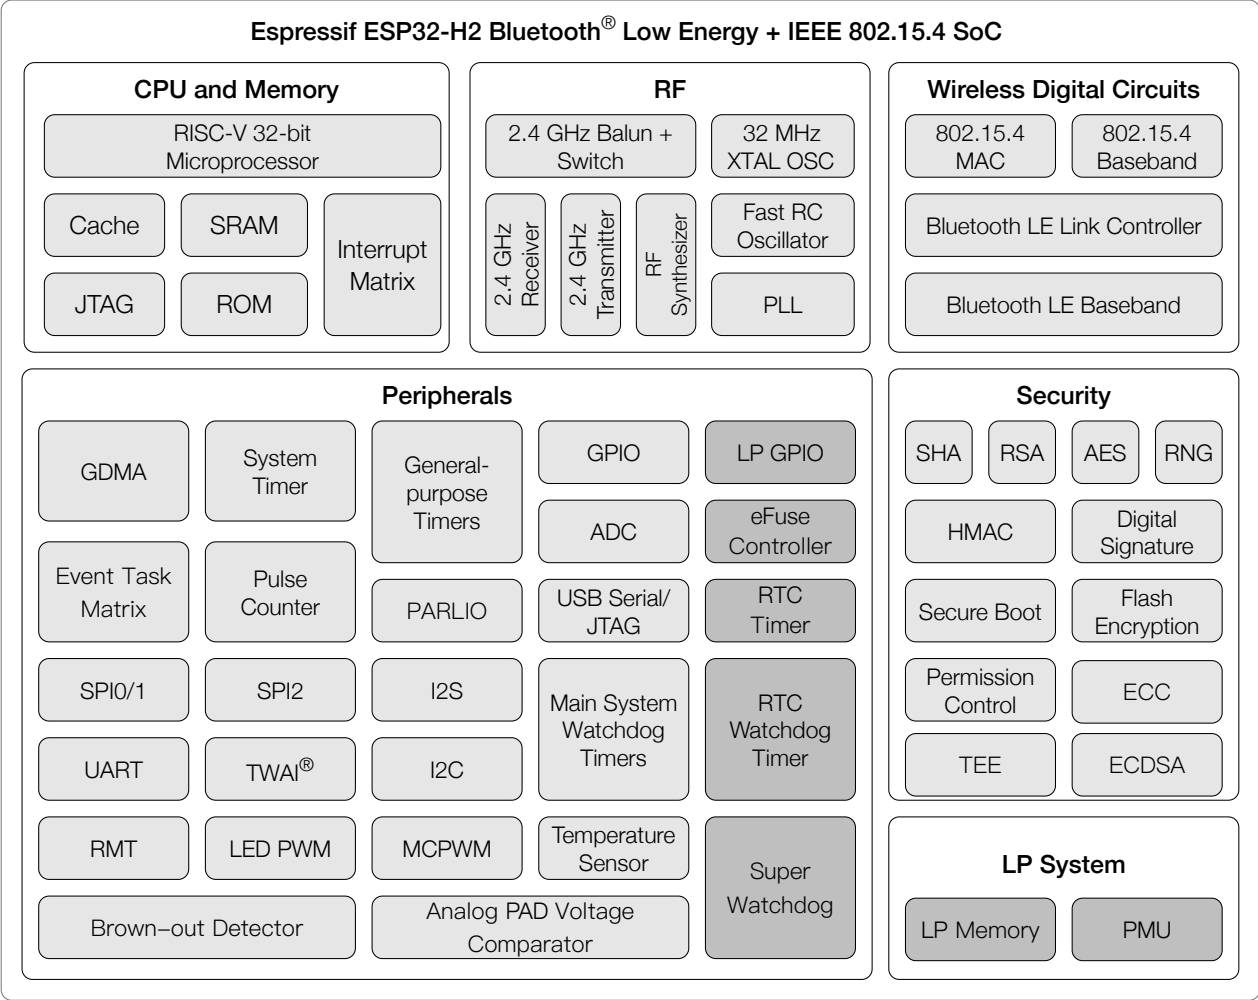 Espressif ESP32-H2 Bluetooth® Low Energy + IEEE 802.15.4 SoC
CPU and Memory
RISC-V 32-bit
Microprocessor
Cache
SRAM
Interrupt
Matrix
JTAG
ROM
RF
2.4 GHz Balun +
Switch
32 MHz
XTAL OSC
2.4 GHz
Receiver
2.4 GHz
Transmitter
RF
Synthesizer
Fast RC
Oscillator
PLL
Wireless Digital Circuits
802.15.4
MAC
802.15.4
Baseband
Bluetooth LE Link Controller
Bluetooth LE Baseband
Peripherals
GDMA
System
Timer
General-
purpose
Timers
GPIO
LP GPIO
ADC
eFuse
Controller
Event Task
Matrix
Pulse
Counter
PARLIO
USB Serial/
JTAG
RTC
Timer
SPI0/1
SPI2
I2S
Main System
Watchdog
Timers
RTC
Watchdog
Timer
UART
TWAI®
I2C
RMT
LED PWM
MCPWM
Temperature
Sensor
Super
Watchdog
Brown–out Detector
Analog PAD Voltage
Comparator
Security
SHA
RSA
AES
RNG
HMAC
Digital
Signature
Secure Boot
Flash
Encryption
Permission
Control
ECC
TEE
ECDSA
LP System
LP Memory
PMU